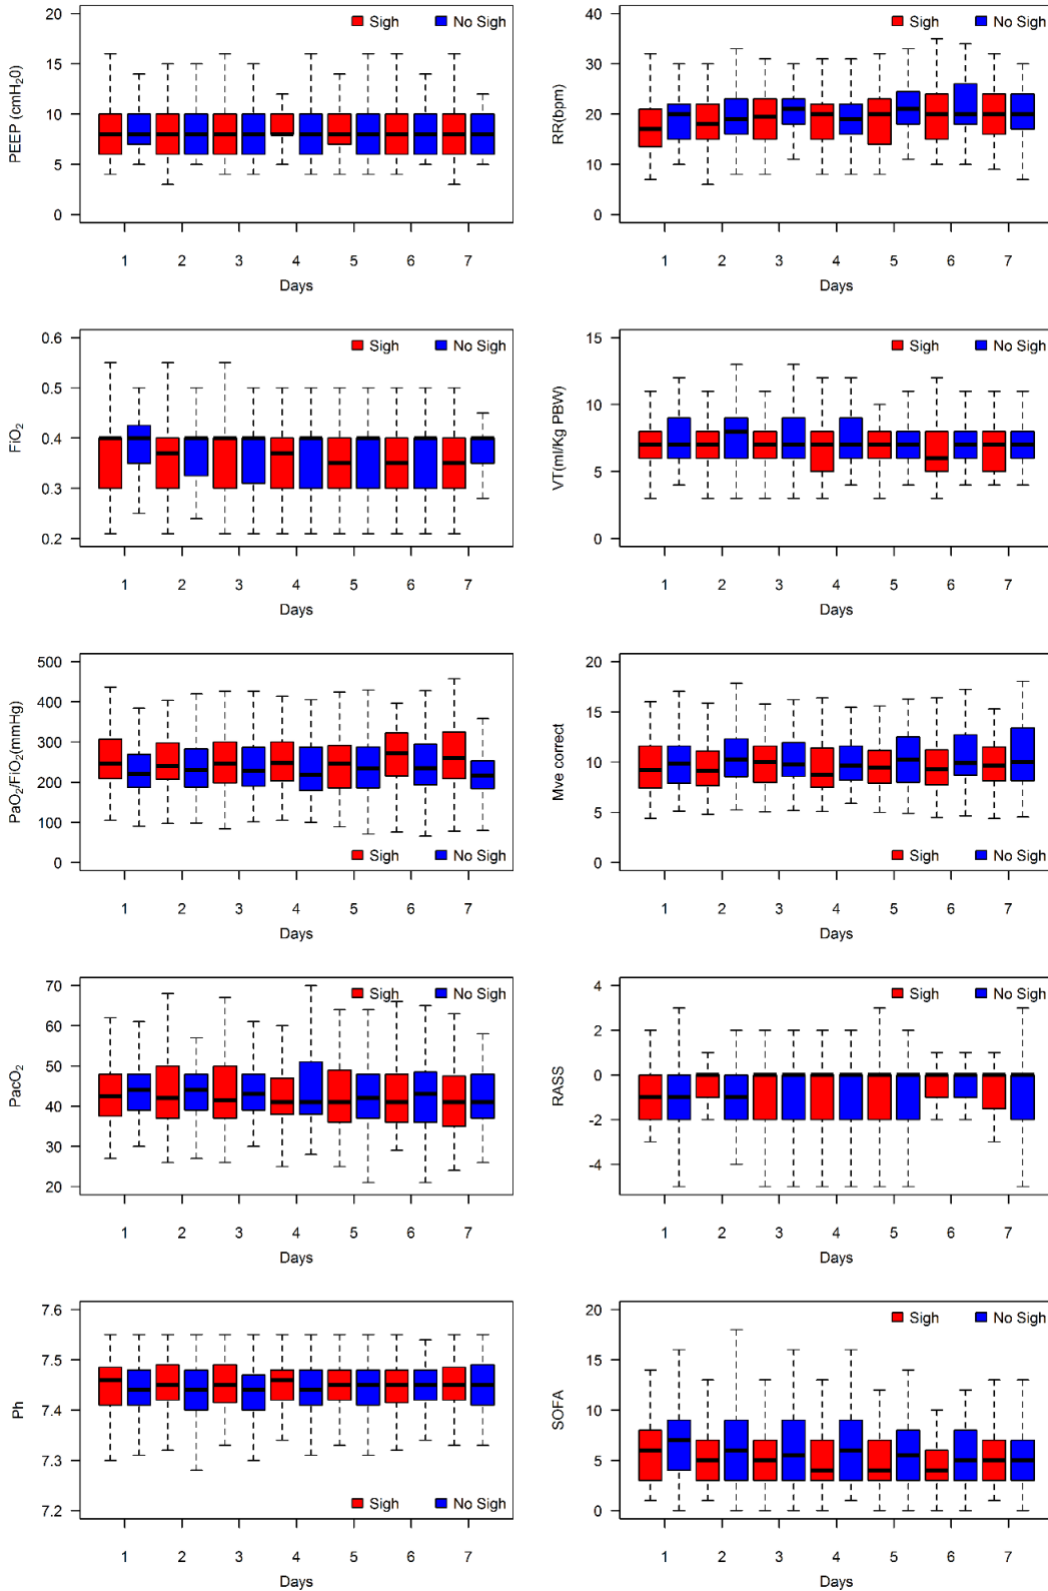 20
15
10
5
0
PEEP (cmH₂0)
Sigh No Sigh
1 2 3 4 5 6 7
Days
40
30
20
10
0
RR(bpm)
Sigh No Sigh
1 2 3 4 5 6 7
Days
0.6
0.5
0.4
0.3
0.2
FiO₂
Sigh No Sigh
1 2 3 4 5 6 7
Days
15
10
5
0
VT(ml/Kg PBW)
Sigh No Sigh
1 2 3 4 5 6 7
Days
500
400
300
200
100
0
PaO₂/FiO₂(mmHg)
Sigh No Sigh
1 2 3 4 5 6 7
Days
20
15
10
5
0
Mve correct
Sigh No Sigh
1 2 3 4 5 6 7
Days
70
60
50
40
30
20
PacO₂
Sigh No Sigh
1 2 3 4 5 6 7
Days
4
2
0
-2
-4
RASS
Sigh No Sigh
1 2 3 4 5 6 7
Days
7.6
7.5
7.4
7.3
7.2
Ph
Sigh No Sigh
1 2 3 4 5 6 7
Days
20
15
10
5
0
SOFA
Sigh No Sigh
1 2 3 4 5 6 7
Days